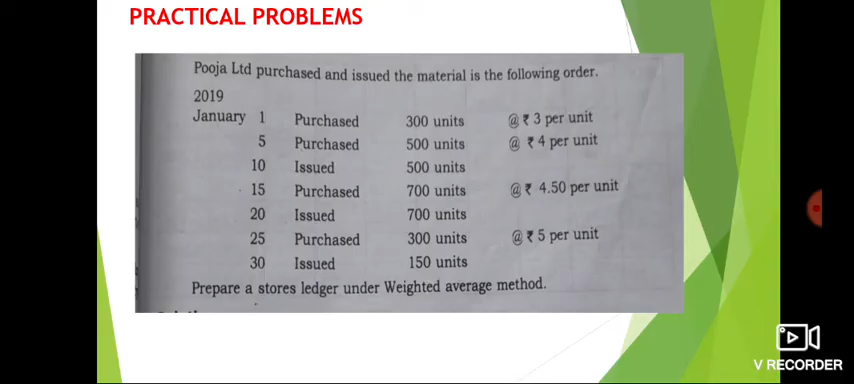 PRACTICAL PROBLEMS
Pooja Ltd purchased and issued the material is the following order.
2019
January 1 Purchased 300 units @ ₹ 3 per unit
5 Purchased 500 units @ ₹ 4 per unit
10 Issued 500 units
15 Purchased 700 units @ ₹ 4.50 per unit
20 Issued 700 units
25 Purchased 300 units @ ₹ 5 per unit
30 Issued 150 units
Prepare a stores ledger under Weighted average method.
V RECORDER